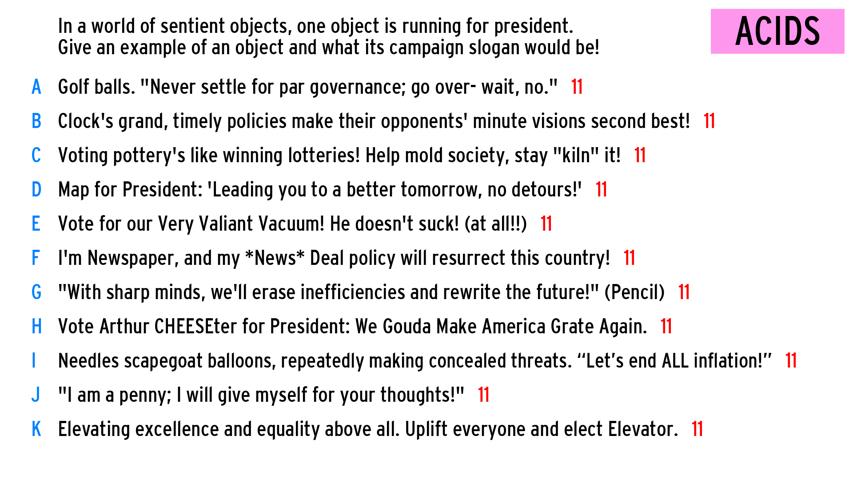 In a world of sentient objects, one object is running for president.
Give an example of an object and what its campaign slogan would be!
ACIDS
A Golf balls. "Never settle for par governance; go over- wait, no." 11
B Clock's grand, timely policies make their opponents' minute visions second best! 11
C Voting pottery's like winning lotteries! Help mold society, stay "kiln" it! 11
D Map for President: 'Leading you to a better tomorrow, no detours!' 11
E Vote for our Very Valiant Vacuum! He doesn't suck! (at all!!) 11
F I'm Newspaper, and my *News* Deal policy will resurrect this country! 11
G "With sharp minds, we'll erase inefficiencies and rewrite the future!" (Pencil) 11
H Vote Arthur CHEESEter for President: We Gouda Make America Grate Again. 11
I Needles scapegoat balloons, repeatedly making concealed threats. “Let’s end ALL inflation!” 11
J "I am a penny; I will give myself for your thoughts!" 11
K Elevating excellence and equality above all. Uplift everyone and elect Elevator. 11